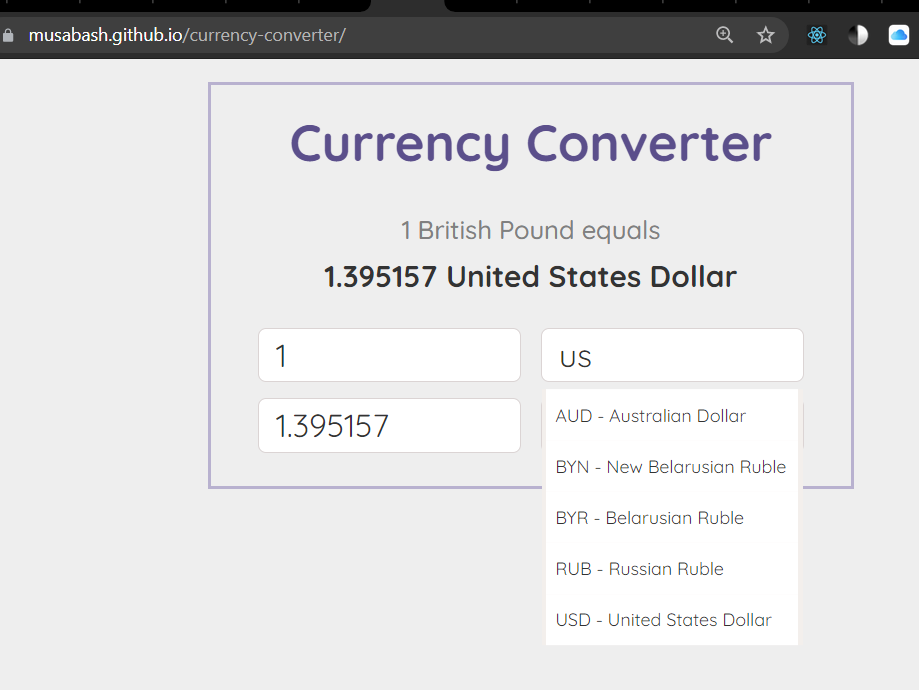 musabash.github.io/currency-converter/
Currency Converter
1 British Pound equals
1.395157 United States Dollar
1
US
1.395157
AUD - Australian Dollar
BYN - New Belarusian Ruble
BYR - Belarusian Ruble
RUB - Russian Ruble
USD - United States Dollar